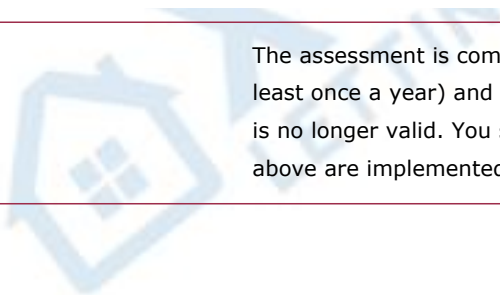 The assessment is com
least once a year) and
is no longer valid. You
above are implemented